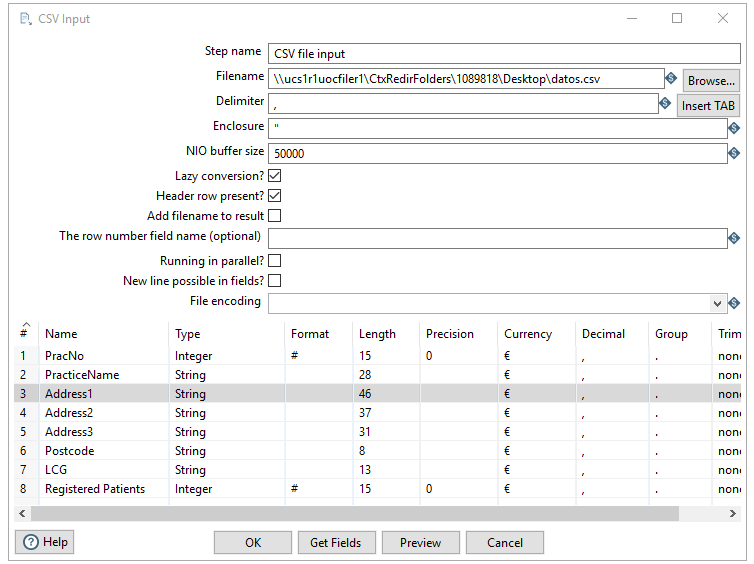 CSV Input
Step name CSV file input
Filename \\ucs1r1uocfiler1\CtxRedirFolders\1089818\Desktop\datos.csv Browse...
Delimiter , Insert TAB
Enclosure "
NIO buffer size 50000
Lazy conversion?
Header row present?
Add filename to result
The row number field name (optional)
Running in parallel?
New line possible in fields?
File encoding
# Name Type Format Length Precision Currency Decimal Group Trim
1 PracNo Integer # 15 0 € , . none
2 PracticeName String 28 € , . none
3 Address1 String 46 € , . none
4 Address2 String 37 € , . none
5 Address3 String 31 € , . none
6 Postcode String 8 € , . none
7 LCG String 13 € , . none
8 Registered Patients Integer # 15 0 € , . none
Help OK Get Fields Preview Cancel